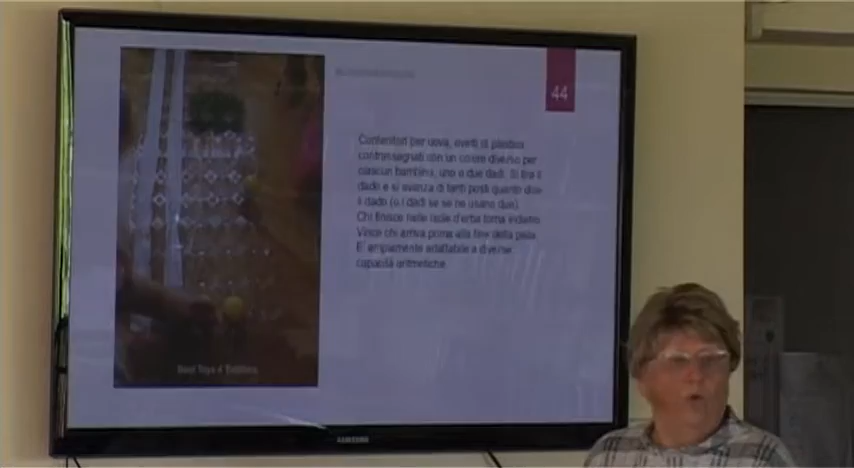 44
Contenitori per uova, ovetti di plastica
contrassegnati con un colore diverso per
ciascun bambino, uno o due dadi. Si tira il
dado e si avanza di tanti posti quanto dice
il dado (o i dadi se se ne usano due).
Chi finisce nelle isole d'erba torna indietro.
Vince chi arriva prima alla fine della pista.
E' ampiamente adattabile a diverse
capacità aritmetiche
SAMSUNG